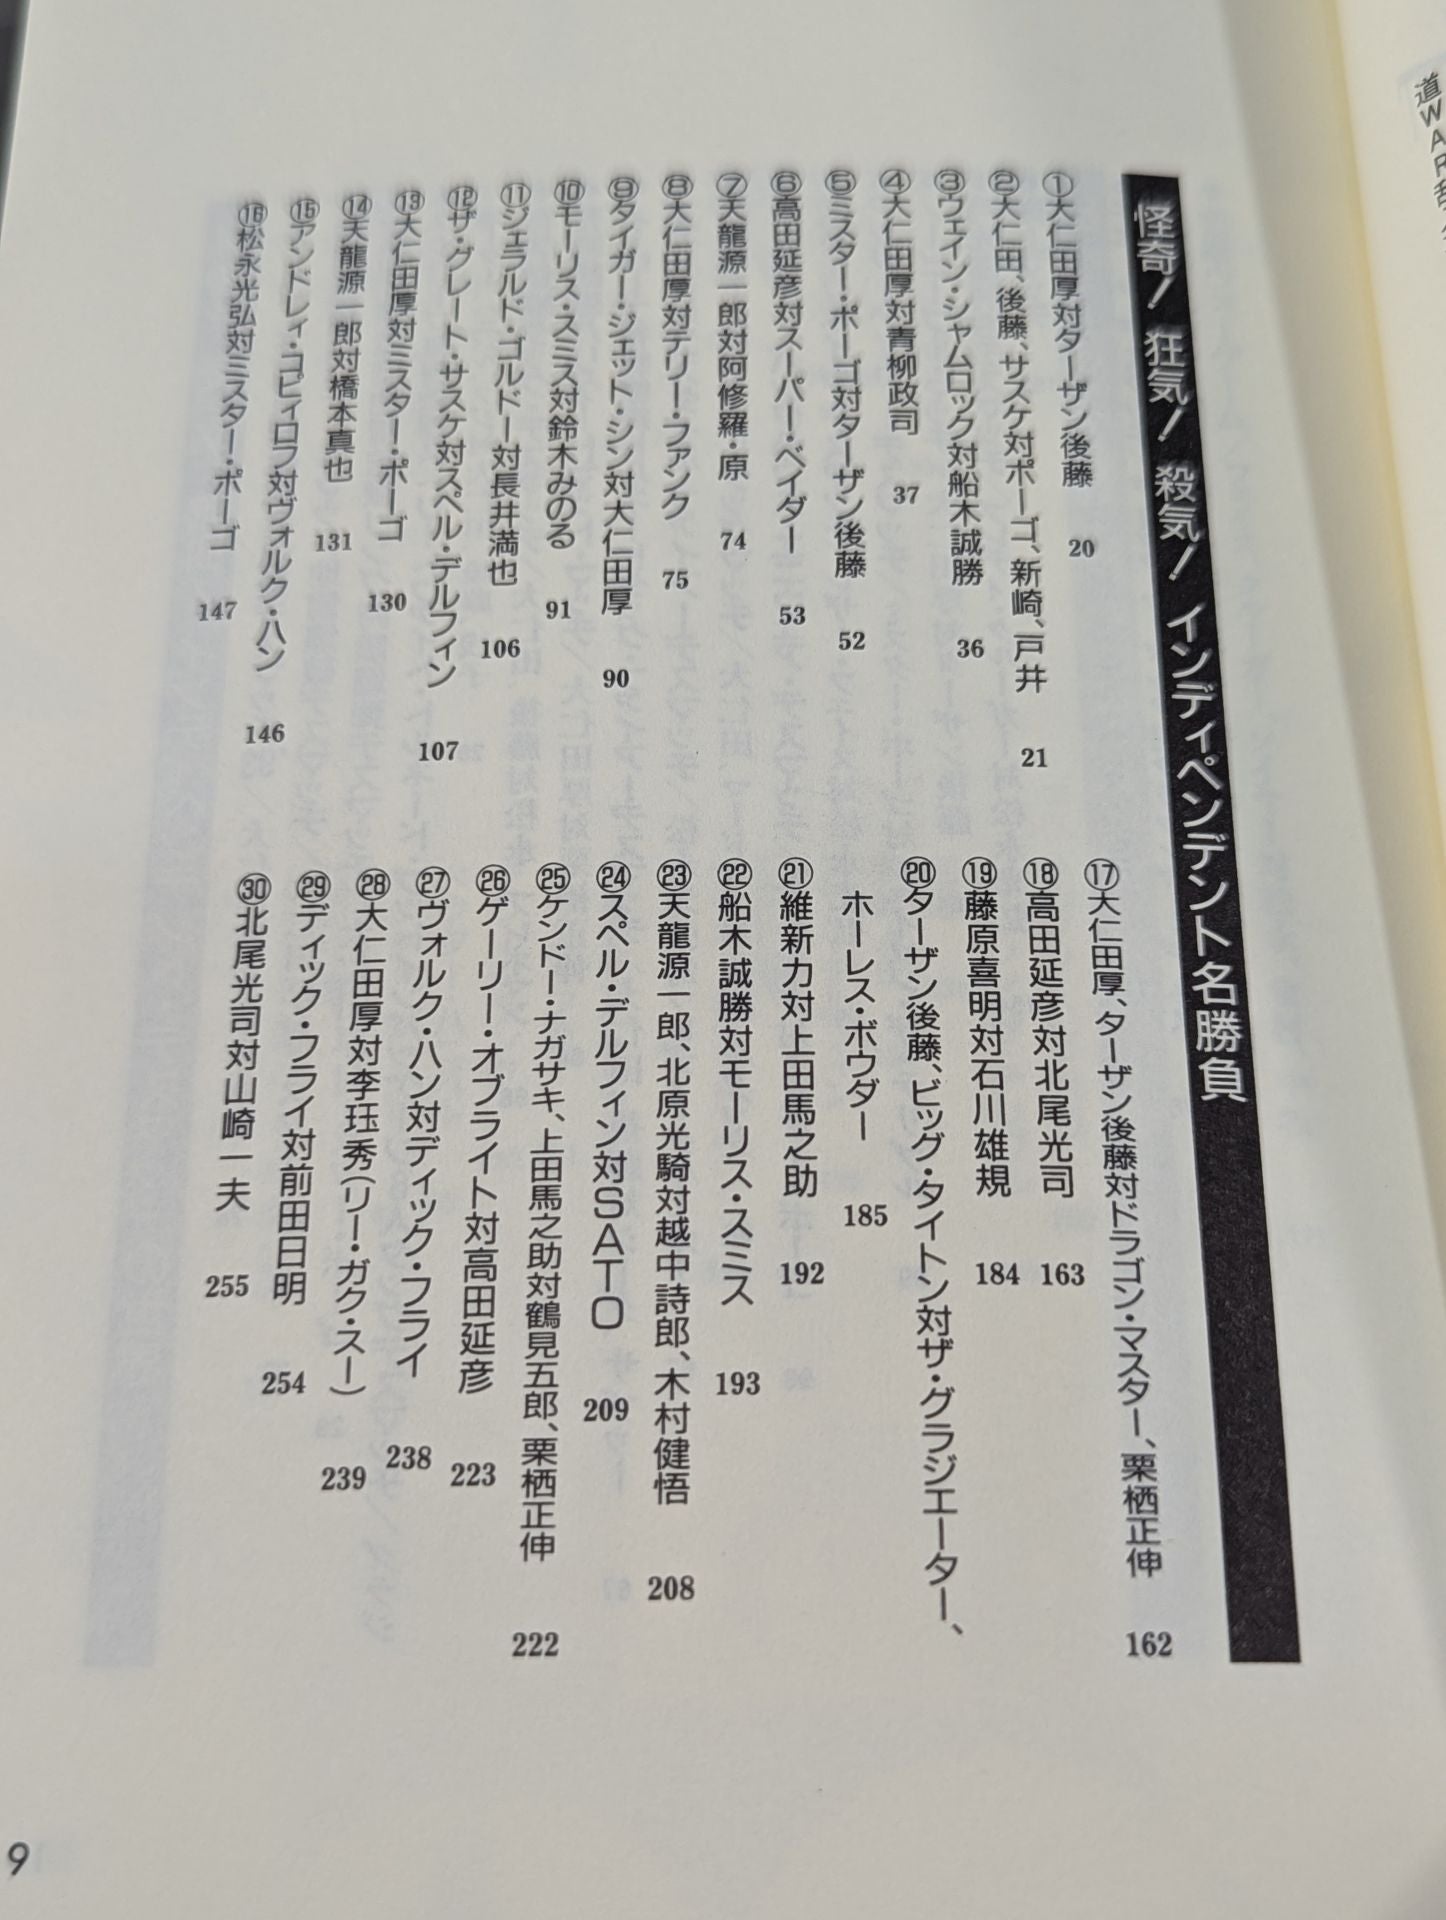 怪奇！ 狂気！ 殺気！ インディペンデント名勝負
①大仁田厚対ターザン後藤 20
②大仁田、後藤、サスケ対ポーゴ、新崎、戸井 21
③ウェイン・シャムロック対船木誠勝 36
④大仁田厚対青柳政司 37
⑤ミスター・ポーゴ対ターザン後藤 52
⑥高田延彦対スーパー・ベイダー 53
⑦天龍源一郎対阿修羅・原 74
⑧大仁田厚対テリー・ファンク 75
⑨タイガー・ジェット・シン対大仁田厚 90
⑩モーリス・スミス対鈴木みのる 91
⑪ジェラルド・ゴルドー対長井満也 106
⑫ザ・グレート・サスケ対スペル・デルフィン 107
⑬大仁田厚対ミスター・ポーゴ 130
⑭天龍源一郎対橋本真也 131
⑮アンドレィ・コピィロフ対ヴォルク・ハン 146
⑯松永光弘対ミスター・ポーゴ 147
⑰大仁田厚、ターザン後藤対ドラゴン・マスター、栗栖正伸 162
⑱高田延彦対北尾光司 163
⑲藤原喜明対石川雄規 184
⑳ターザン後藤、ビッグ・タイトン対ザ・グラジエーター、
ホーレス・ボウダー 185
㉑維新力対上田馬之助 192
㉒船木誠勝対モーリス・スミス 193
㉓天龍源一郎、北原光騎対越中詩郎、木村健悟 208
㉔スペル・デルフィン対ＳＡＴＯ 209
㉕ケンドー・ナガサキ、上田馬之助対鶴見五郎、栗栖正伸 222
㉖ゲーリー・オブライト対高田延彦 223
㉗ヴォルク・ハン対ディック・フライ 238
㉘大仁田厚対李珏秀（リー・ガク・スー） 239
㉙ディック・フライ対前田日明 254
㉚北尾光司対山崎一夫 255
9
道ＷＡＲ